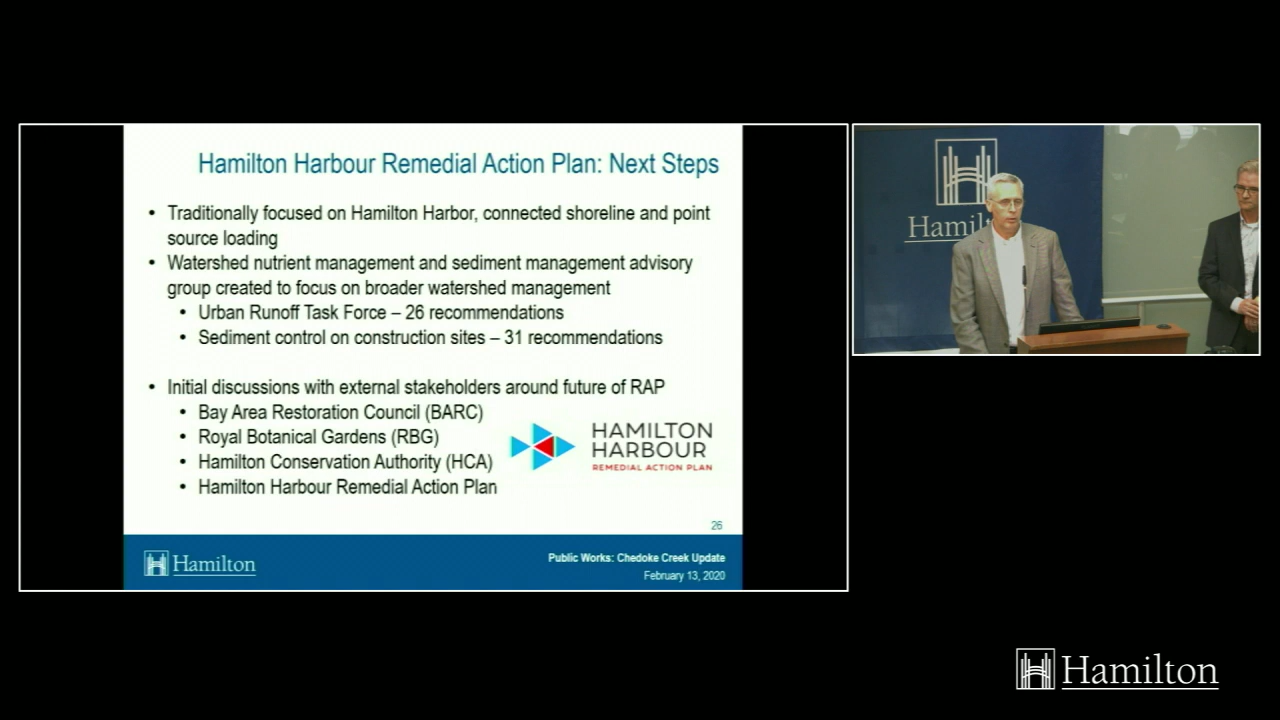 Hamilton Harbour Remedial Action Plan: Next Steps
• Traditionally focused on Hamilton Harbor, connected shoreline and point
source loading
• Watershed nutrient management and sediment management advisory
group created to focus on broader watershed management
• Urban Runoff Task Force – 26 recommendations
• Sediment control on construction sites – 31 recommendations
• Initial discussions with external stakeholders around future of RAP
• Bay Area Restoration Council (BARC)
• Royal Botanical Gardens (RBG)
• Hamilton Conservation Authority (HCA)
• Hamilton Harbour Remedial Action Plan
HAMILTON
HARBOUR
REMEDIAL ACTION PLAN
26
Hamilton
Public Works: Chedoke Creek Update
February 13, 2020
Hamil
Hamilton